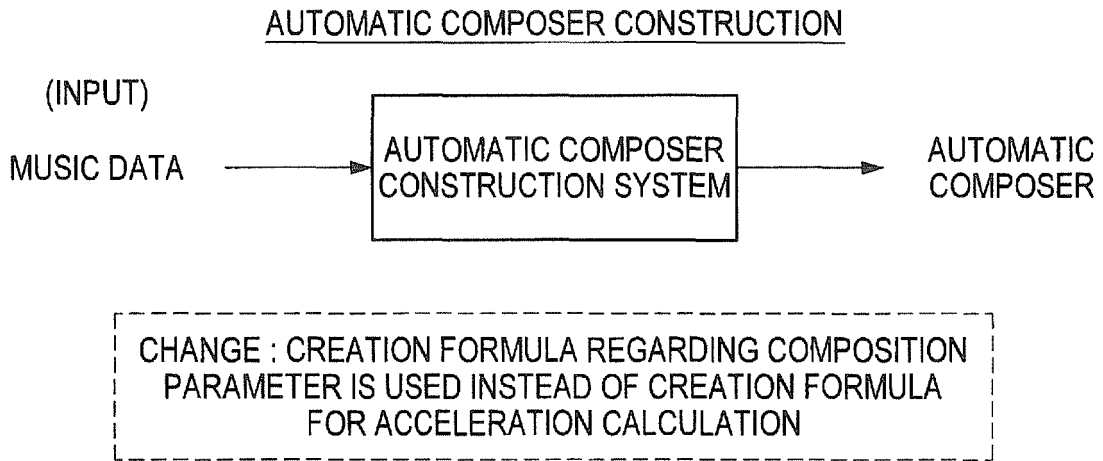 AUTOMATIC COMPOSER CONSTRUCTION
(INPUT)
MUSIC DATA
AUTOMATIC COMPOSER
CONSTRUCTION SYSTEM
AUTOMATIC
COMPOSER
CHANGE : CREATION FORMULA REGARDING COMPOSITION
PARAMETER IS USED INSTEAD OF CREATION FORMULA
FOR ACCELERATION CALCULATION